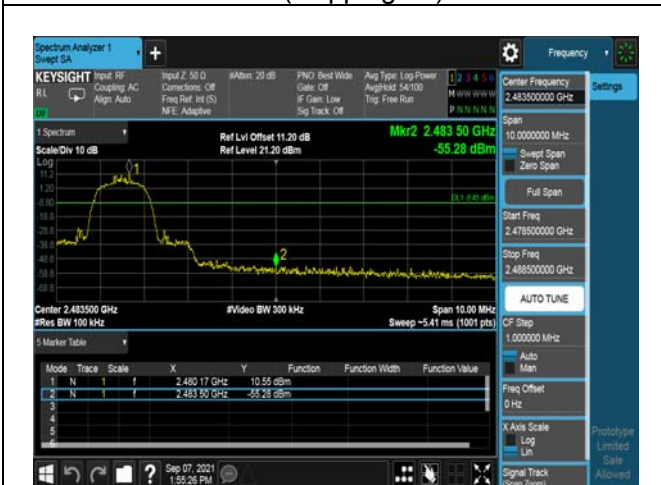 Spectrum Analyzer 1
Swept SA
+
Frequency
KEYSIGHT Input: RF
Coupling: AC
Align: Auto
RL
Input Z: 50 Ω
Corrections: Off
Freq Ref: Int (S)
NFE: Adaptive
#Atten: 20 dB
PNO: Best Wide
Gate: Off
IF Gain: Low
Sig Track: Off
Avg Type: Log-Power
Avg|Hold: 54/100
Trig: Free Run
1 2 3 4 5 6
M W W W W W
P N N N N N
Center Frequency
2.483500000 GHz
Settings
Span
10.0000000 MHz
Swept Span
Zero Span
Full Span
Start Freq
2.478500000 GHz
Stop Freq
2.488500000 GHz
AUTO TUNE
CF Step
1.000000 MHz
Auto
Man
Freq Offset
0 Hz
X Axis Scale
Log
Lin
Signal Track
(Span Zoom)
Prototype
Limited
Sale
Allowed
1 Spectrum
Scale/Div 10 dB
Log
Ref Lvl Offset 11.20 dB
Ref Level 21.20 dBm
Mkr2 2.483 50 GHz
-55.28 dBm
11.2
1.20
-8.80
-18.8
-28.8
-38.8
-48.8
-58.8
-68.8
1
2
Center 2.483500 GHz
#Res BW 100 kHz
#Video BW 300 kHz
Span 10.00 MHz
Sweep ~5.41 ms (1001 pts)
5 Marker Table
Mode Trace Scale X Y Function Function Width Function Value
1 N 1 f 2.480 17 GHz 10.55 dBm
2 N 1 f 2.483 50 GHz -55.28 dBm
3
4
5
6
?
Sep 07, 2021
1:55:26 PM